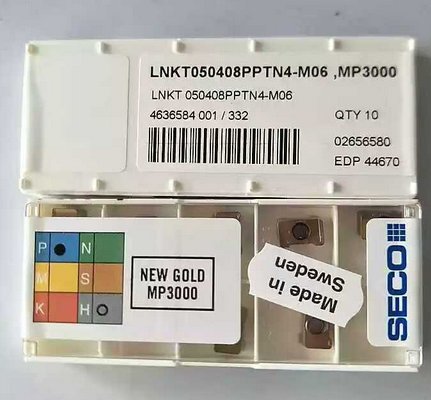 LNKT050408PPTN4-M06 ,MP3000
LNKT 050408PPTN4-M06
4636584 001 / 332
QTY 10
02656580
EDP 44670
P N
M S
K H
NEW GOLD
MP3000
Made in
Sweden
SECO